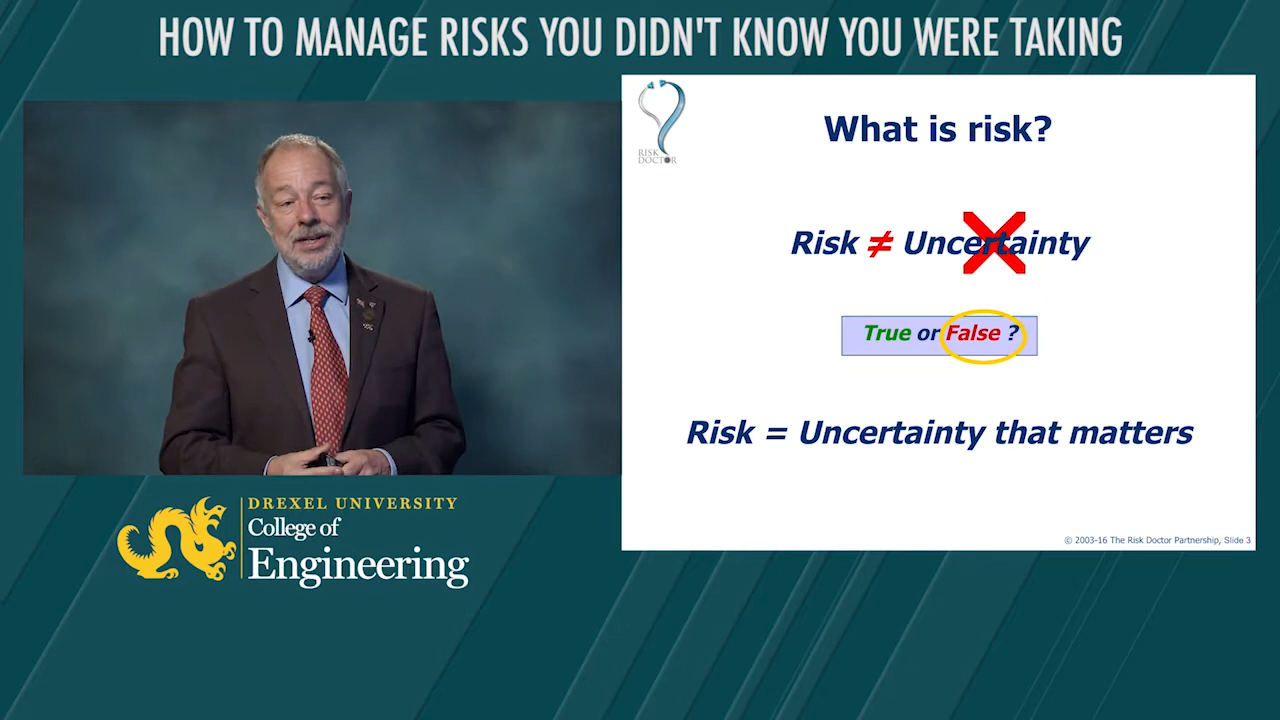 HOW TO MANAGE RISKS YOU DIDN'T KNOW YOU WERE TAKING
RISK
DOCTOR
What is risk?
Risk ≠ Uncertainty
True or False ?
Risk = Uncertainty that matters
© 2003-16 The Risk Doctor Partnership, Slide 3
DREXEL UNIVERSITY
College of
Engineering